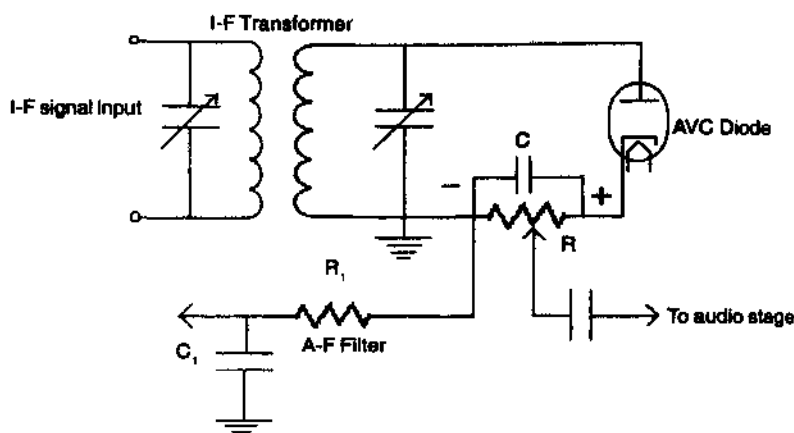 I-F Transformer
I-F signal Input
AVC Diode
C
− +
R
R1
To audio stage
A-F Filter
C1